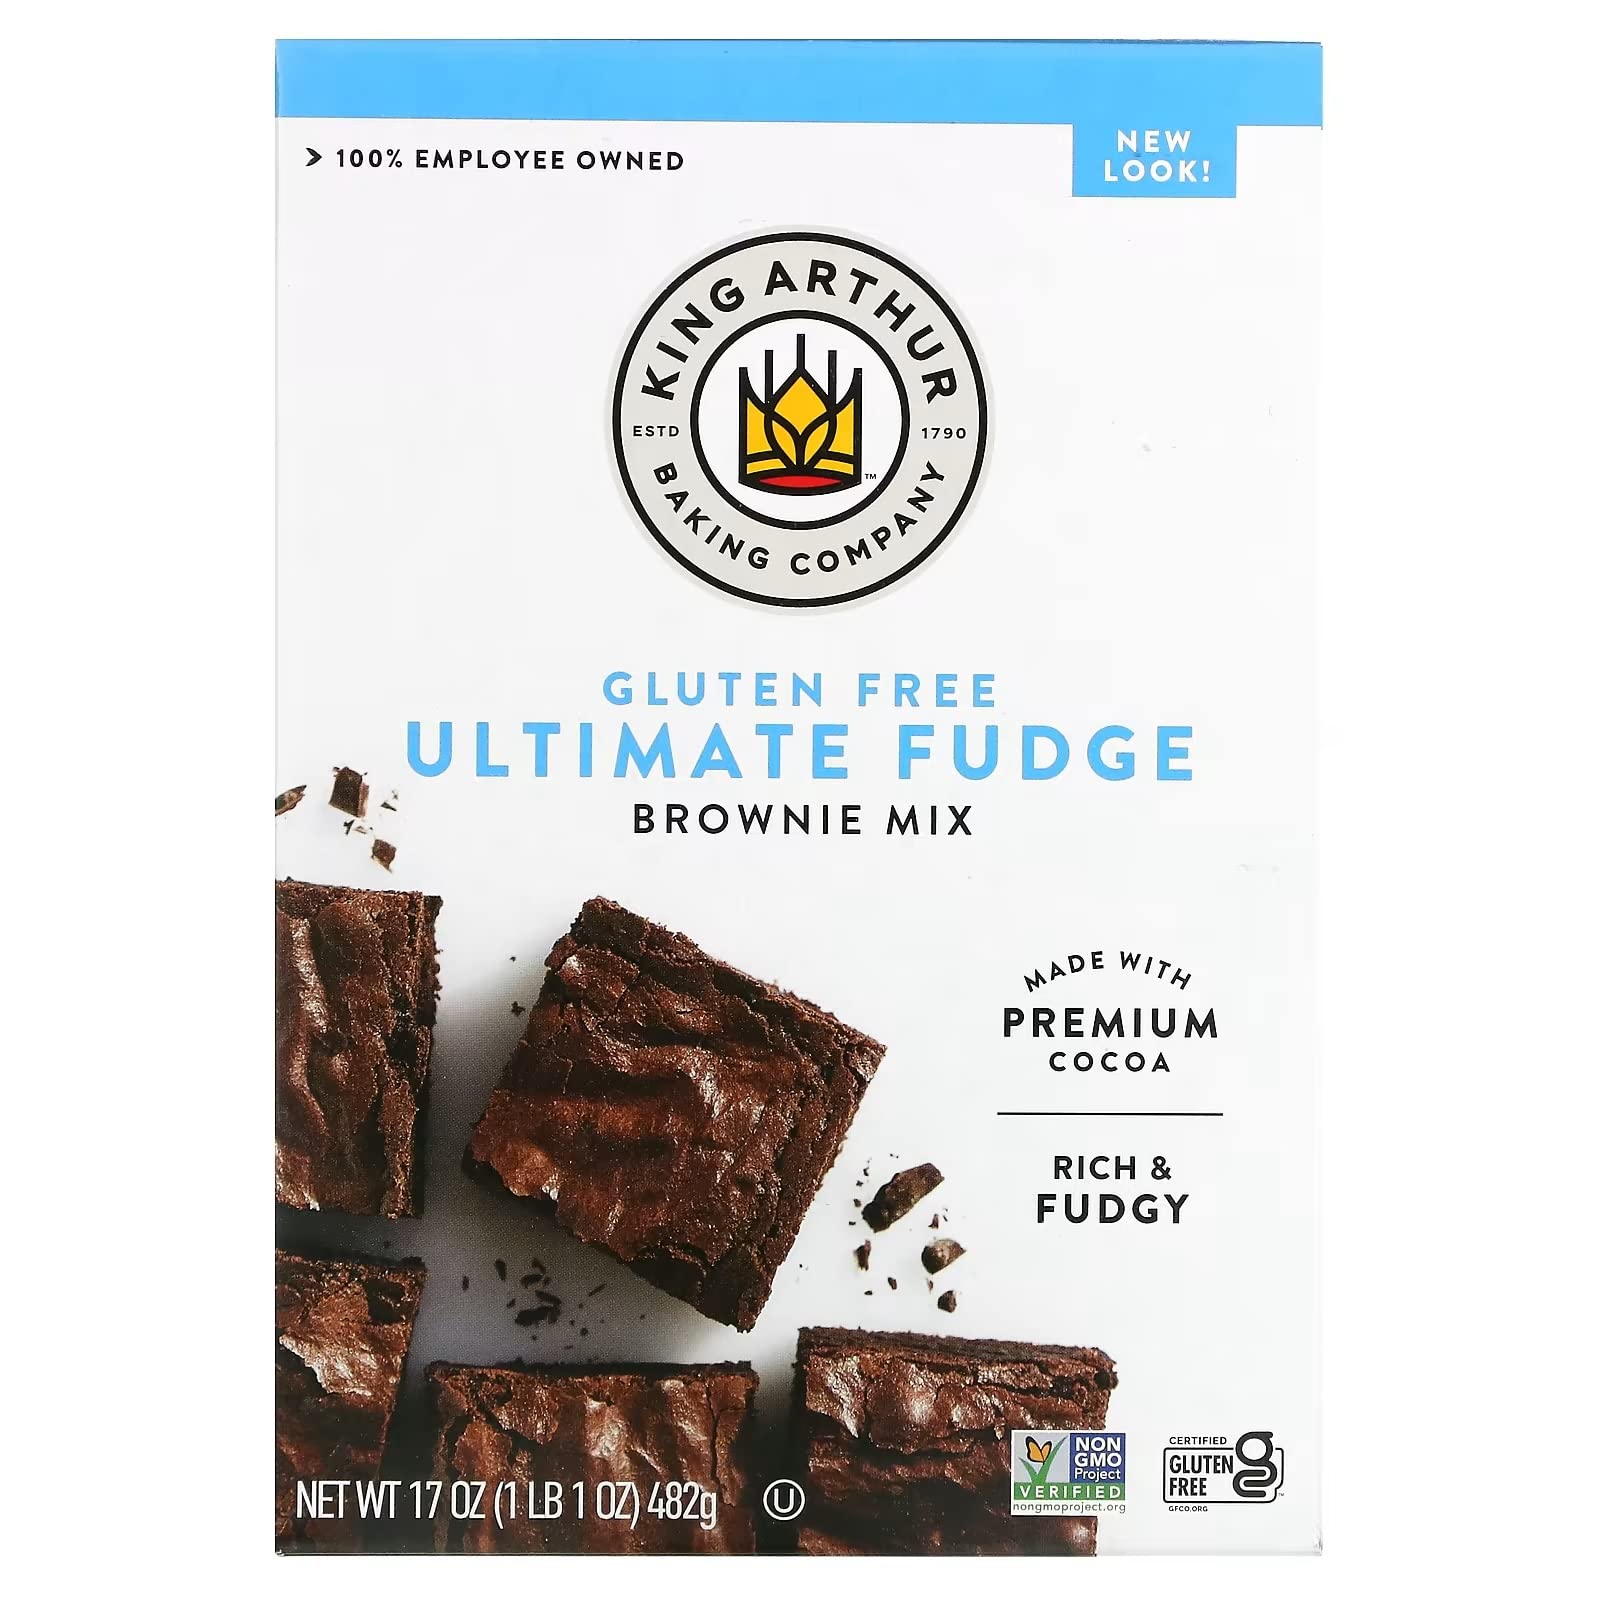 > 100% EMPLOYEE OWNED
NEW
LOOK!
KING ARTHUR
ESTD 1790
BAKING COMPANY
TM
GLUTEN FREE
ULTIMATE FUDGE
BROWNIE MIX
MADE WITH
PREMIUM
COCOA
RICH &
FUDGY
NET WT 17 OZ (1 LB 1 OZ) 482g
U
NON
GMO
Project
VERIFIED
nongmoproject.org
CERTIFIED
GLUTEN
FREE
g
GFCO.ORG